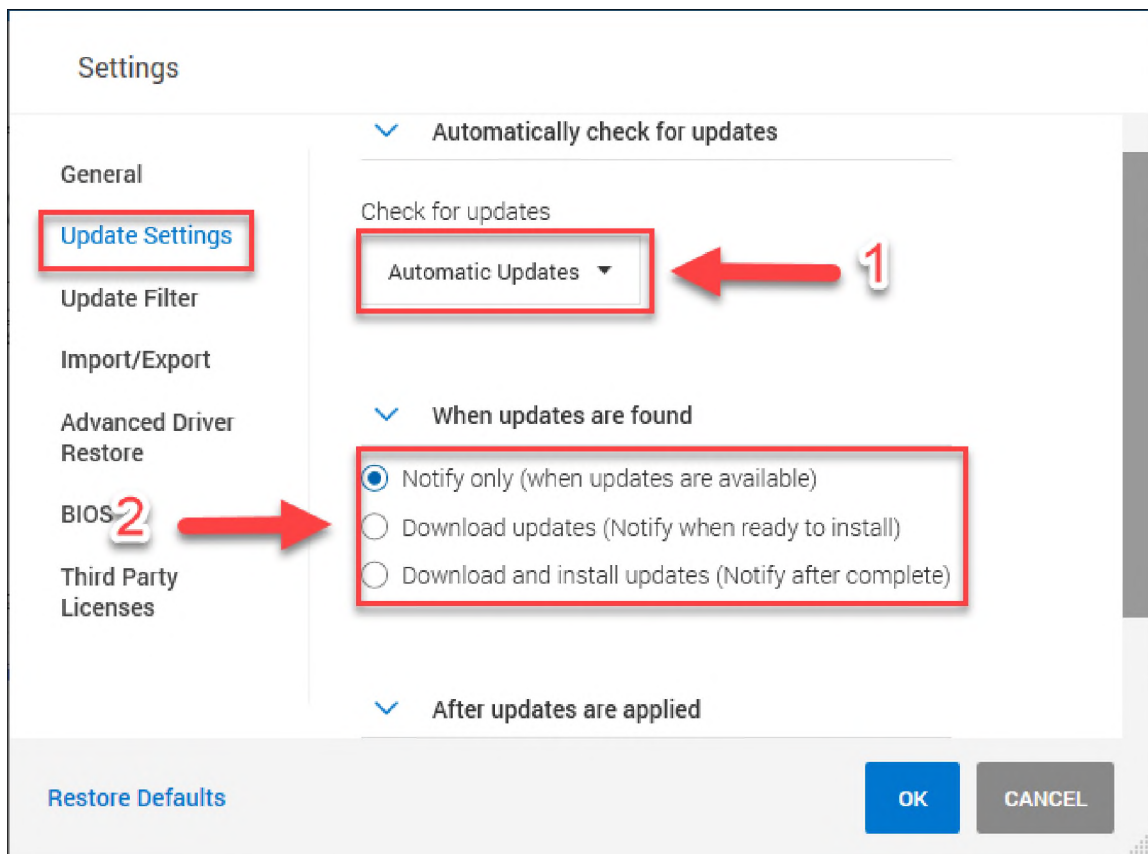 Settings
General
Update Settings
Update Filter
Import/Export
Advanced Driver
Restore
BIOS
Third Party
Licenses
Automatically check for updates
Check for updates
Automatic Updates
1
When updates are found
2
Notify only (when updates are available)
Download updates (Notify when ready to install)
Download and install updates (Notify after complete)
After updates are applied
Restore Defaults
OK
CANCEL